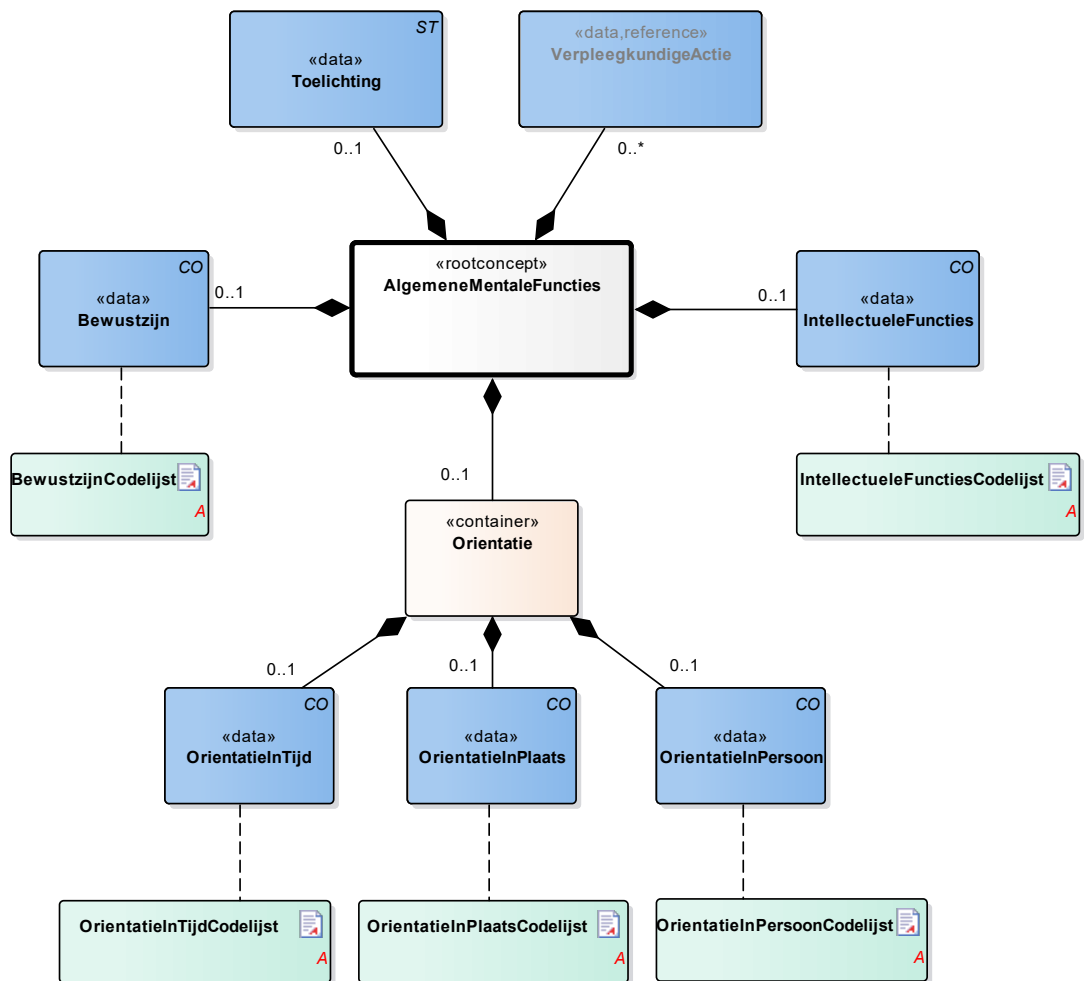 ST
«data»
Toelichting
«data,reference»
VerpleegkundigeActie
0..1
0..*
«rootconcept»
AlgemeneMentaleFuncties
CO
«data»
Bewustzijn
0..1
0..1
CO
«data»
IntellectueleFuncties
BewustzijnCodelijst
A
IntellectueleFunctiesCodelijst
A
0..1
«container»
Orientatie
0..1
0..1
0..1
CO
«data»
OrientatieInTijd
CO
«data»
OrientatieInPlaats
CO
«data»
OrientatieInPersoon
OrientatieInTijdCodelijst
A
OrientatieInPlaatsCodelijst
A
OrientatieInPersoonCodelijst
A